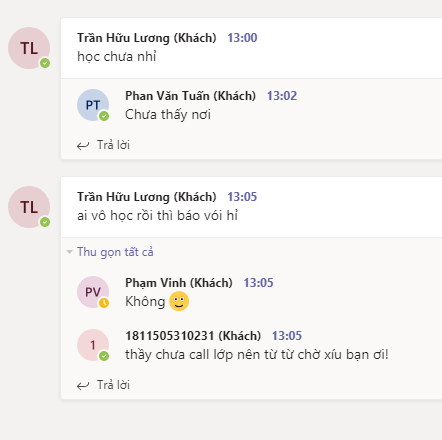 TL
Trần Hữu Lương (Khách) 13:00
học chưa nhỉ
PT
Phan Văn Tuấn (Khách) 13:02
Chưa thấy nơi
Trả lời
TL
Trần Hữu Lương (Khách) 13:05
ai vô học rồi thì báo vói hỉ
Thu gọn tất cả
PV
Phạm Vinh (Khách) 13:05
Không
1
1811505310231 (Khách) 13:05
thầy chưa call lớp nên từ từ chờ xíu bạn ơi!
Trả lời